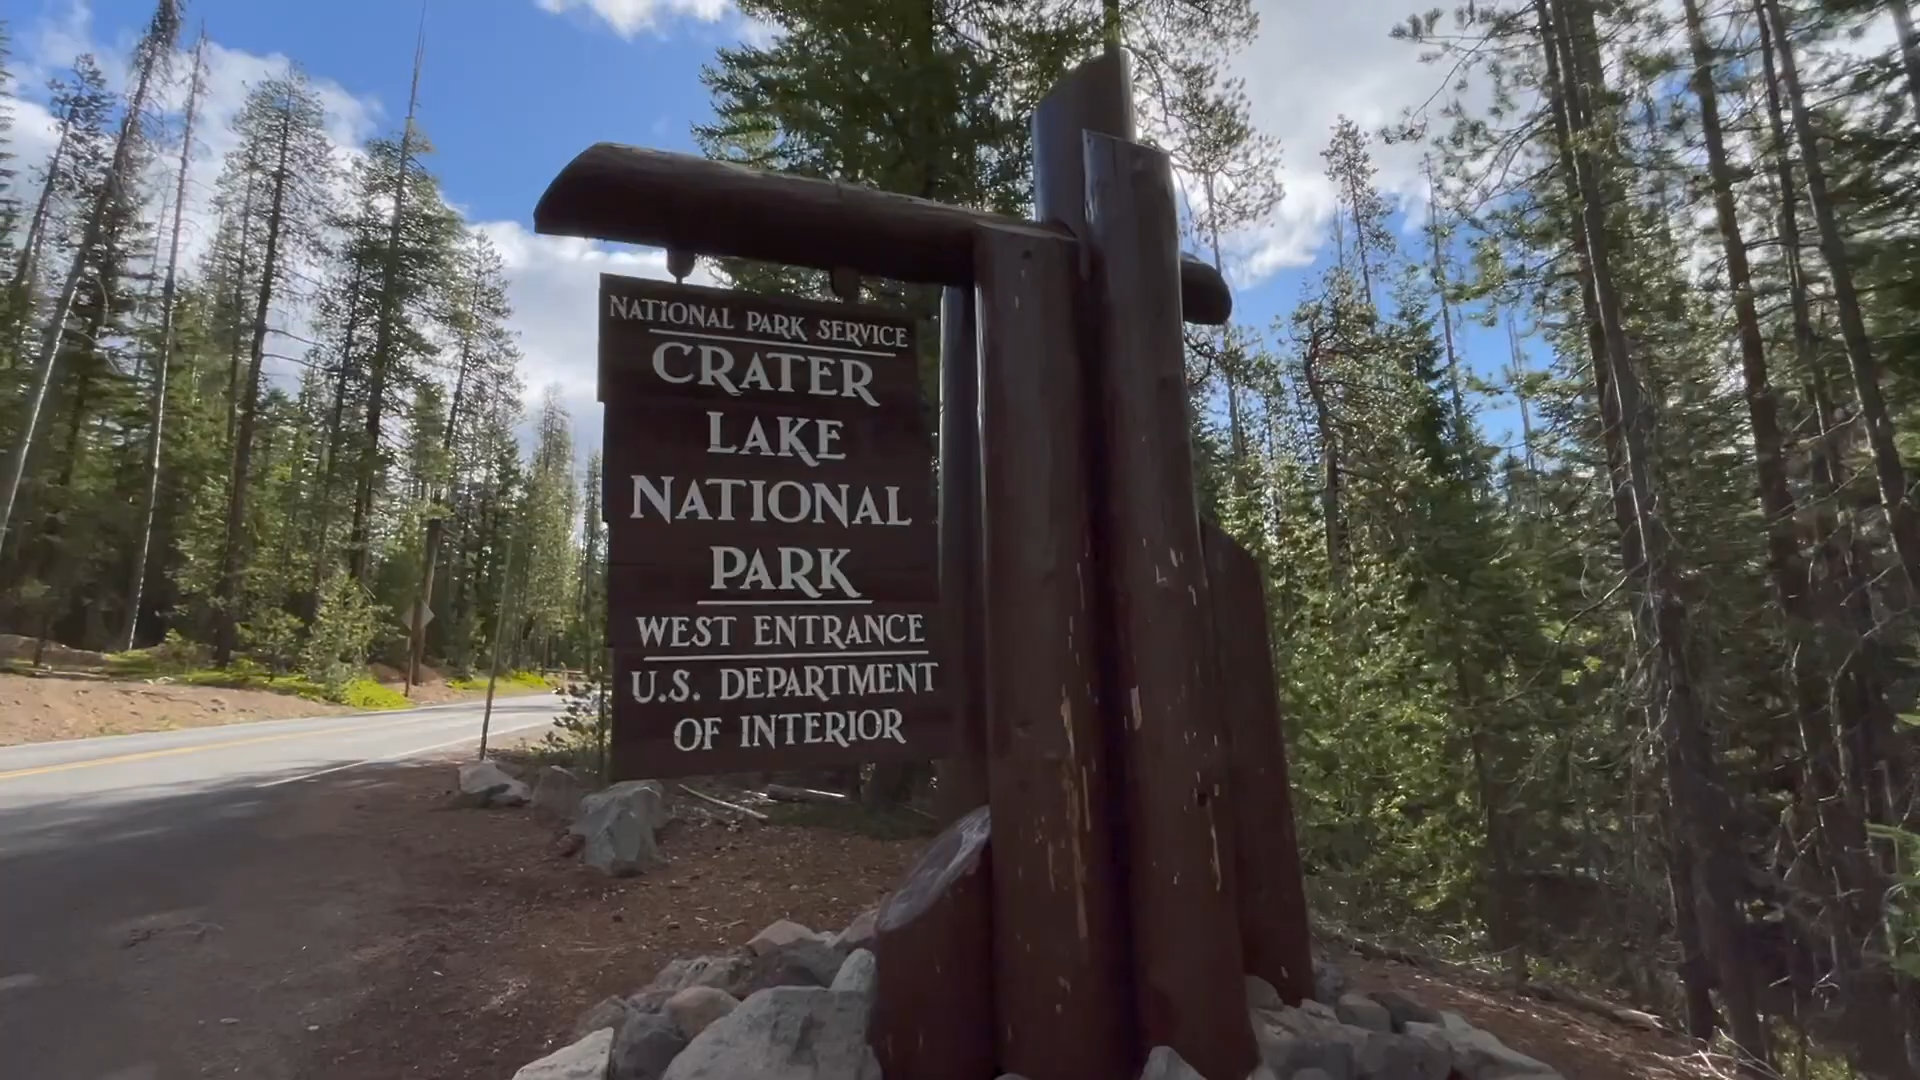 NATIONAL PARK SERVICE
CRATER
LAKE
NATIONAL
PARK
WEST ENTRANCE
U.S. DEPARTMENT
OF INTERIOR